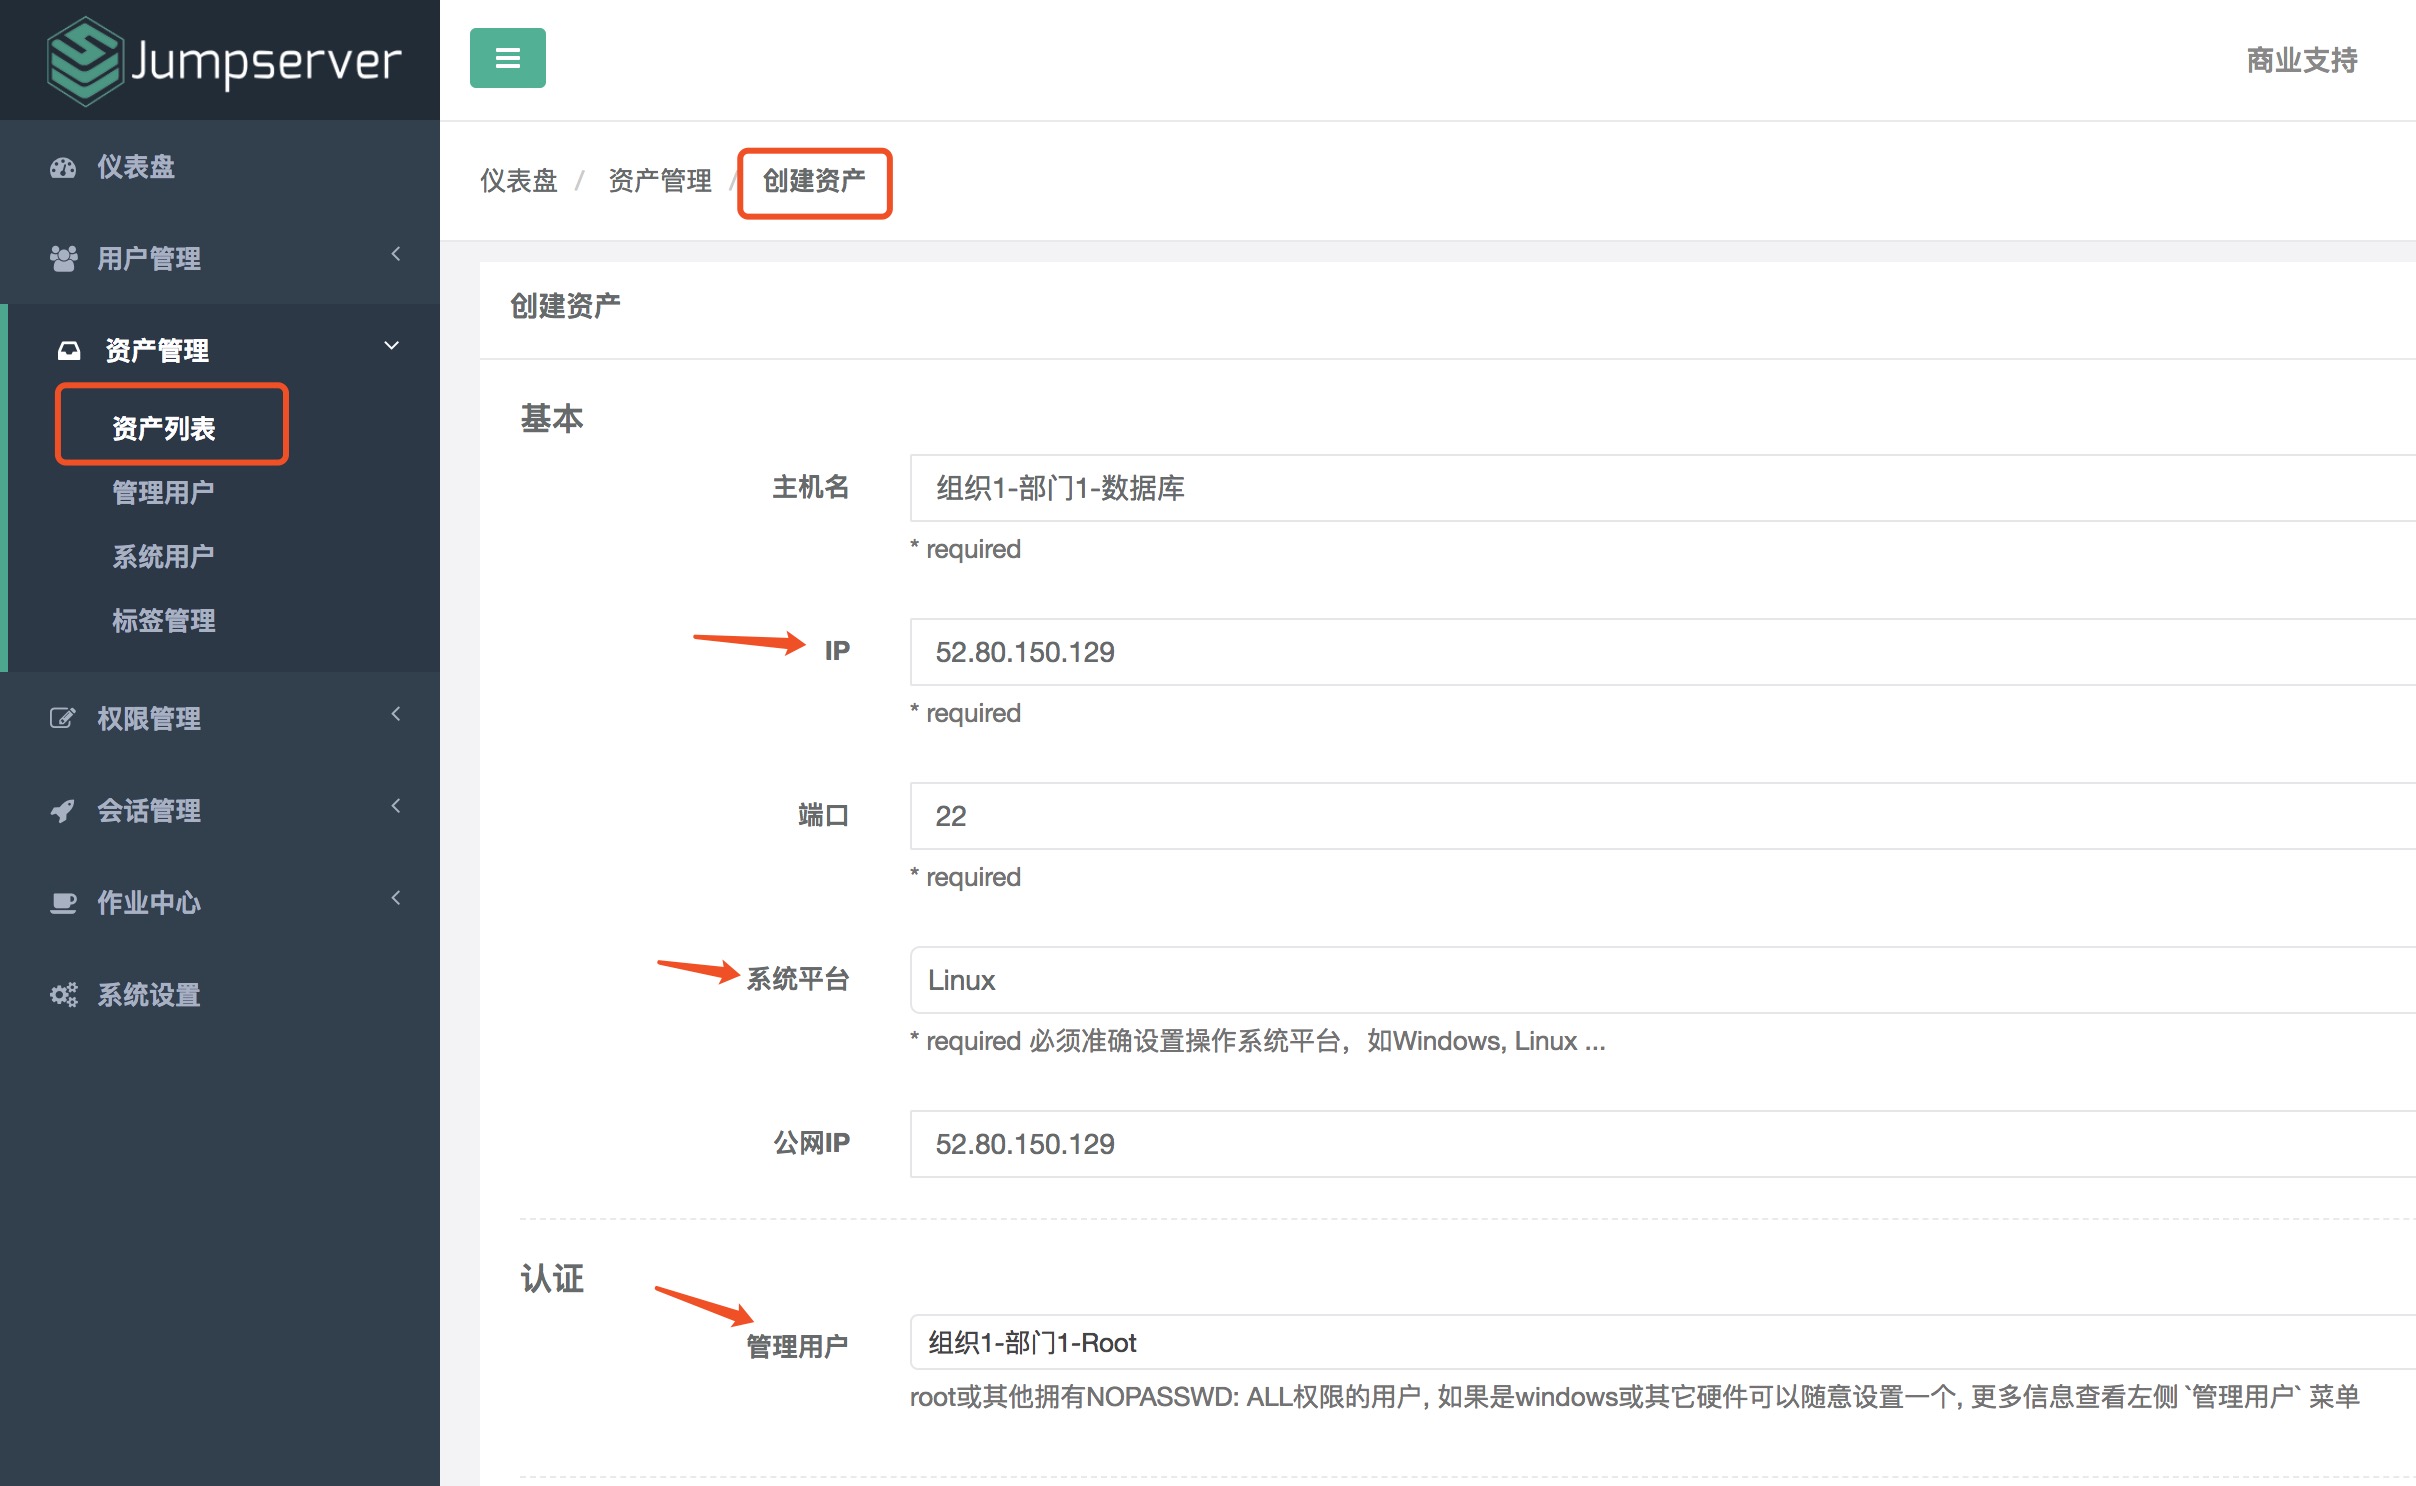 Jumpserver
商业支持
仪表盘
用户管理
资产管理
资产列表
管理用户
系统用户
标签管理
权限管理
会话管理
作业中心
系统设置
仪表盘 / 资产管理 / 创建资产
创建资产
基本
主机名 组织1-部门1-数据库
* required
IP 52.80.150.129
* required
端口 22
* required
系统平台 Linux
* required 必须准确设置操作系统平台，如Windows, Linux ...
公网IP 52.80.150.129
认证
管理用户 组织1-部门1-Root
root或其他拥有NOPASSWD: ALL权限的用户, 如果是windows或其它硬件可以随意设置一个, 更多信息查看左侧 `管理用户` 菜单